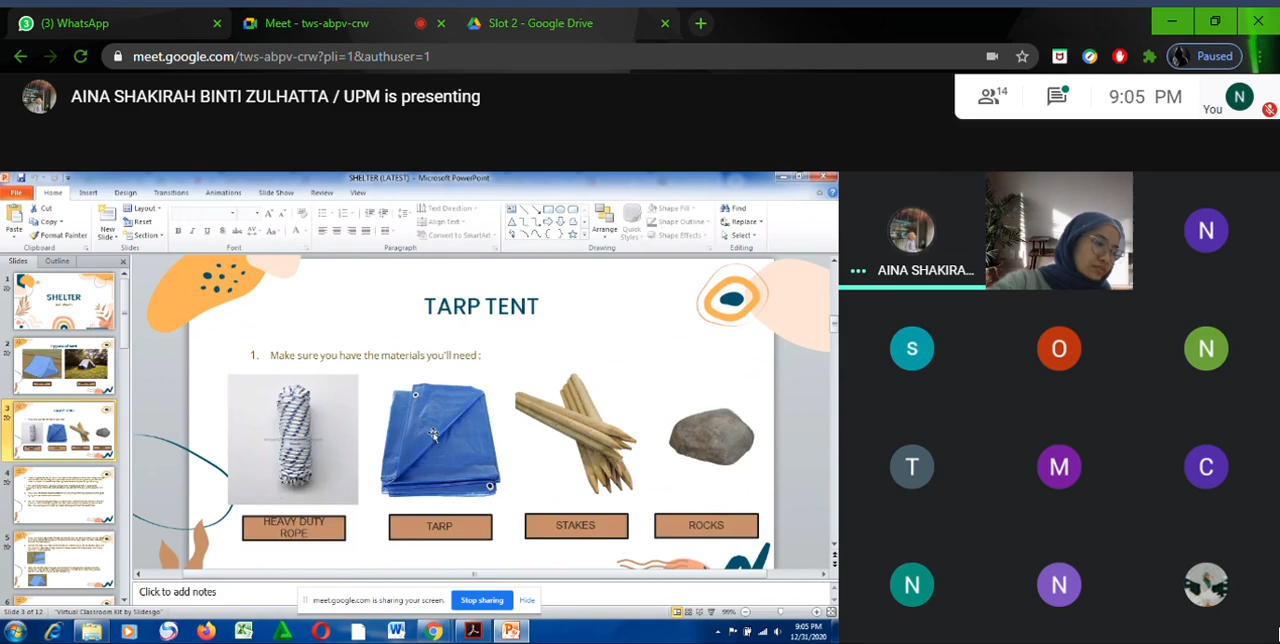 (3) WhatsApp
Meet - tws-abpv-crw
Slot 2 - Google Drive
meet.google.com/tws-abpv-crw?pli=1&authuser=1
Paused
AINA SHAKIRAH BINTI ZULHATTA / UPM is presenting
14
9:05 PM
You
N
SHELTER (LATEST) - Microsoft PowerPoint
File Home Insert Design Transitions Animations Slide Show Review View
Paste
Cut
Copy
Format Painter
Clipboard
New Slide
Layout
Reset
Section
Slides
Font
Text Direction
Align Text
Convert to SmartArt
Paragraph
Arrange
Quick Styles
Shape Fill
Shape Outline
Shape Effects
Drawing
Find
Replace
Select
Editing
Slides Outline
1
SHELTER
2
3
4
5
6
TARP TENT
1. Make sure you have the materials you'll need :
HEAVY DUTY
ROPE
TARP
STAKES
ROCKS
Click to add notes
meet.google.com is sharing your screen.
Stop sharing
Hide
Slide 3 of 12
"Virtual Classroom Kit by Slidesgo"
99%
9:05 PM
12/31/2020
AINA SHAKIRA...
N
s
O
N
T
M
C
N
N